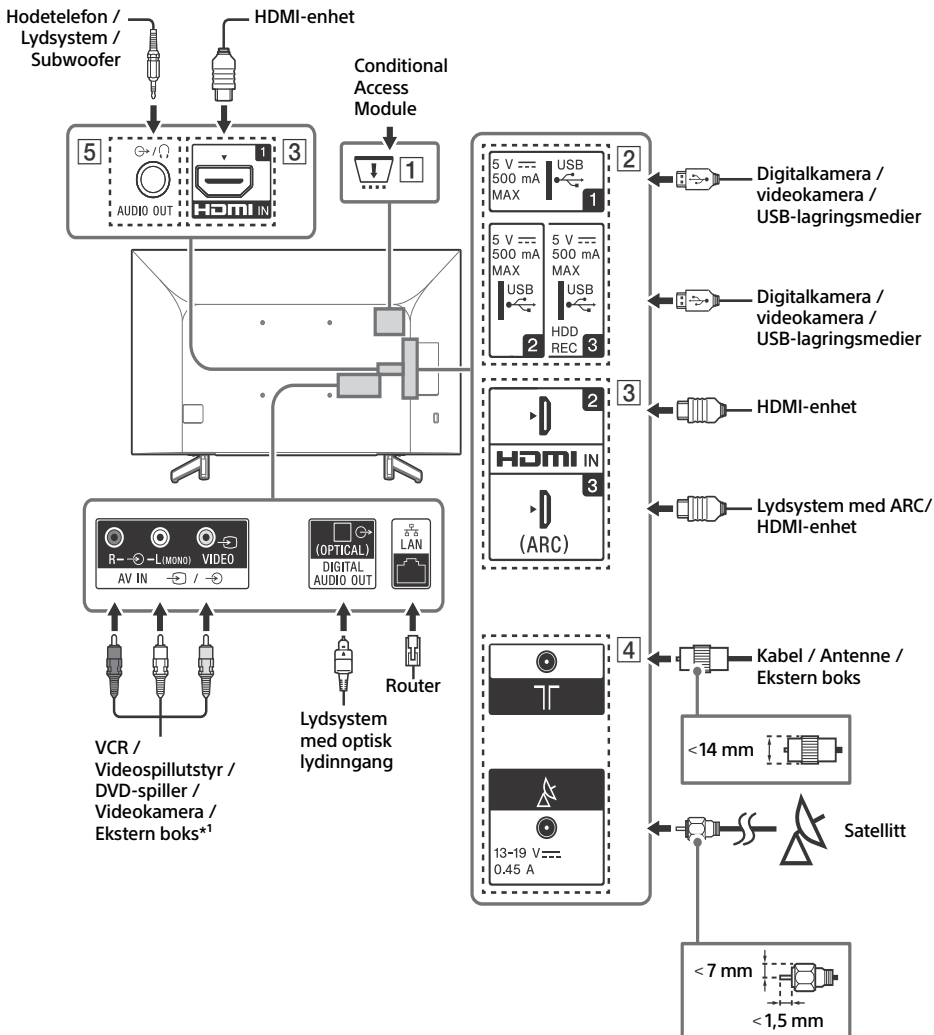 Hodetelefon /
Lydsystem /
Subwoofer
HDMI-enhet
Conditional
Access
Module
5
AUDIO OUT
1
3
HDMI IN
1
2
5 V
500 mA
MAX
USB
1
Digitalkamera /
videokamera /
USB-lagringsmedier
5 V
500 mA
MAX
USB
2
5 V
500 mA
MAX
USB
HDD
REC 3
Digitalkamera /
videokamera /
USB-lagringsmedier
3
2
HDMI IN
3
(ARC)
HDMI-enhet
Lydsystem med ARC/
HDMI-enhet
R- -L(MONO) VIDEO
AV IN /
(OPTICAL)
DIGITAL
AUDIO OUT
LAN
VCR /
Videospillutstyr /
DVD-spiller /
Videokamera /
Ekstern boks*1
Lydsystem
med optisk
lydinngang
Router
4
Kabel / Antenne /
Ekstern boks
<14 mm
13-19 V
0.45 A
Satellitt
<7 mm
<1,5 mm